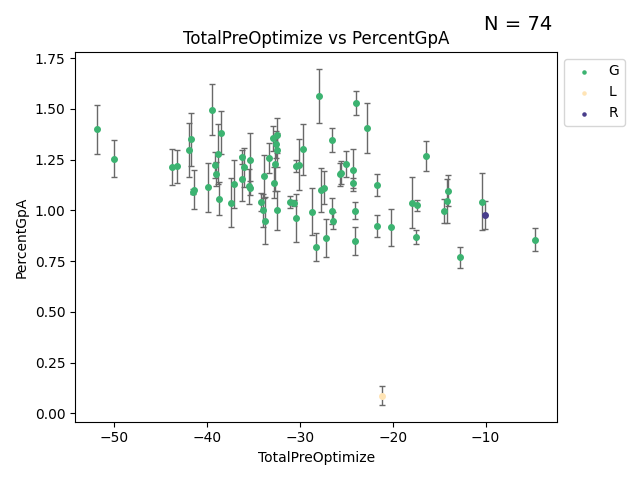 N = 74
TotalPreOptimize vs PercentGpA
G
L
R
PercentGpA
1.75
1.50
1.25
1.00
0.75
0.50
0.25
0.00
−50
−40
−30
−20
−10
TotalPreOptimize